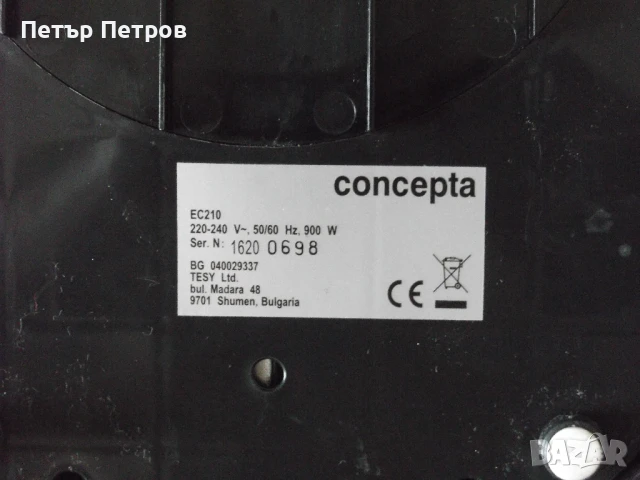 Петър Петров
concepta
EC210
220-240 V~, 50/60 Hz, 900 W
Ser. N: 1620 0698
BG 040029337
TESY Ltd.
bul. Madara 48
9701 Shumen, Bulgaria
CE
BAZAR